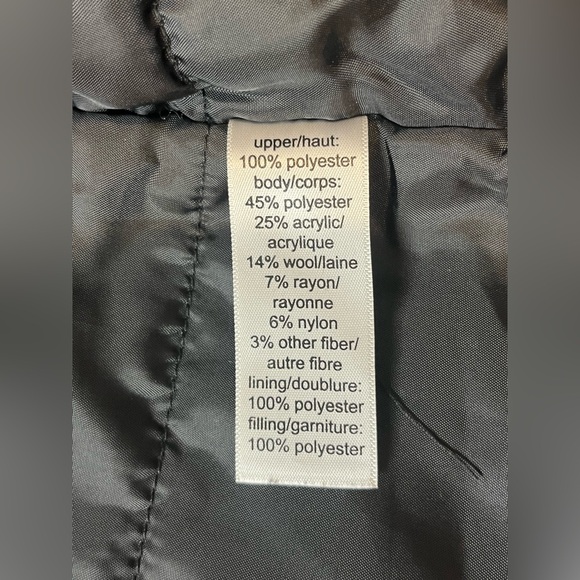 upper/haut:
100% polyester
body/corps:
45% polyester
25% acrylic/
acrylique
14% wool/laine
7% rayon/
rayonne
6% nylon
3% other fiber/
autre fibre
lining/doublure:
100% polyester
filling/garniture:
100% polyester